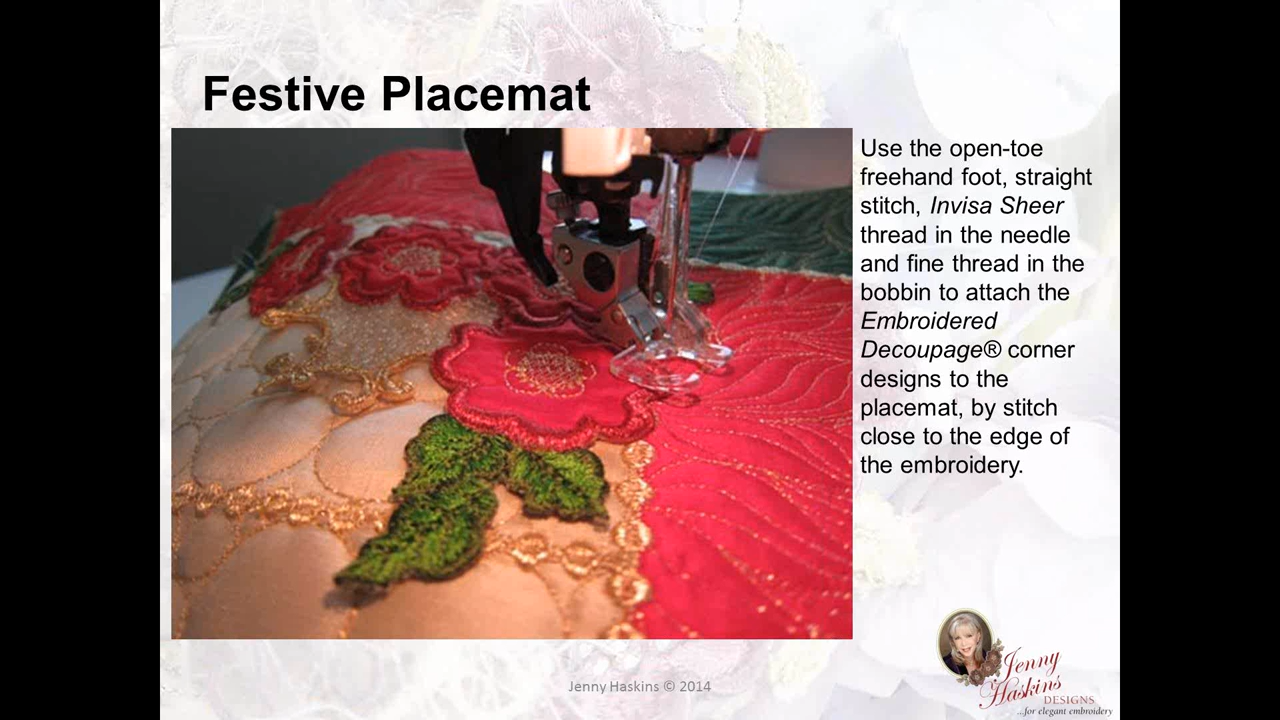 Festive Placemat
Use the open-toe
freehand foot, straight
stitch, Invisa Sheer
thread in the needle
and fine thread in the
bobbin to attach the
Embroidered
Decoupage® corner
designs to the
placemat, by stitch
close to the edge of
the embroidery.
Jenny Haskins © 2014
Jenny
Haskins
DESIGNS
...for elegant embroidery